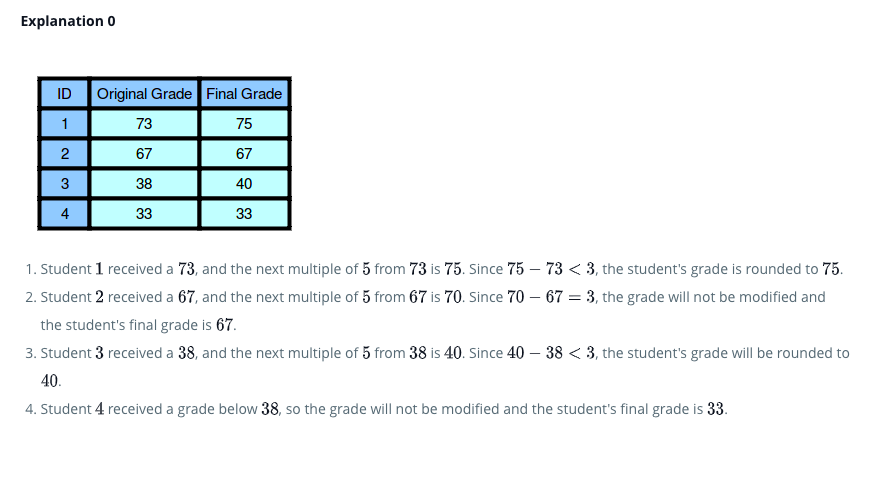 Explanation 0
ID Original Grade Final Grade
1 73 75
2 67 67
3 38 40
4 33 33
1. Student 1 received a 73, and the next multiple of 5 from 73 is 75. Since 75 − 73 < 3, the student's grade is rounded to 75.
2. Student 2 received a 67, and the next multiple of 5 from 67 is 70. Since 70 − 67 = 3, the grade will not be modified and
the student's final grade is 67.
3. Student 3 received a 38, and the next multiple of 5 from 38 is 40. Since 40 − 38 < 3, the student's grade will be rounded to
40.
4. Student 4 received a grade below 38, so the grade will not be modified and the student's final grade is 33.